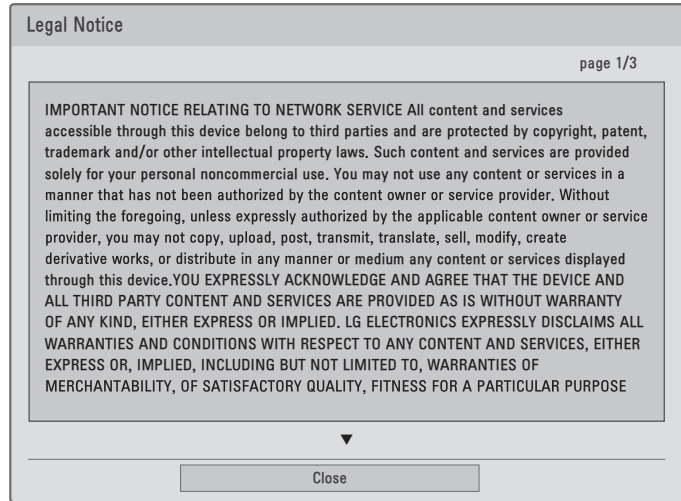 Legal Notice
page 1/3
IMPORTANT NOTICE RELATING TO NETWORK SERVICE All content and services
accessible through this device belong to third parties and are protected by copyright, patent,
trademark and/or other intellectual property laws. Such content and services are provided
solely for your personal noncommercial use. You may not use any content or services in a
manner that has not been authorized by the content owner or service provider. Without
limiting the foregoing, unless expressly authorized by the applicable content owner or service
provider, you may not copy, upload, post, transmit, translate, sell, modify, create
derivative works, or distribute in any manner or medium any content or services displayed
through this device.YOU EXPRESSLY ACKNOWLEDGE AND AGREE THAT THE DEVICE AND
ALL THIRD PARTY CONTENT AND SERVICES ARE PROVIDED AS IS WITHOUT WARRANTY
OF ANY KIND, EITHER EXPRESS OR IMPLIED. LG ELECTRONICS EXPRESSLY DISCLAIMS ALL
WARRANTIES AND CONDITIONS WITH RESPECT TO ANY CONTENT AND SERVICES, EITHER
EXPRESS OR, IMPLIED, INCLUDING BUT NOT LIMITED TO, WARRANTIES OF
MERCHANTABILITY, OF SATISFACTORY QUALITY, FITNESS FOR A PARTICULAR PURPOSE
▼
Close